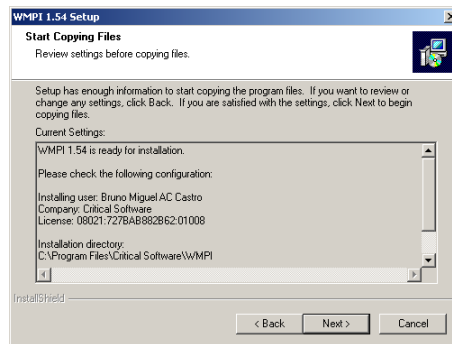 WMPI 1.54 Setup
Start Copying Files
Review settings before copying files.
Setup has enough information to start copying the program files. If you want to review or
change any settings, click Back. If you are satisfied with the settings, click Next to begin
copying files.
Current Settings:
WMPI 1.54 is ready for installation.
Please check the following configuration:
Installing user: Bruno Miguel AC Castro
Company: Critical Software
License: 08021:727BAB882B62:01008
Installation directory:
C:\Program Files\Critical Software\WMPI
InstallShield
< Back Next > Cancel